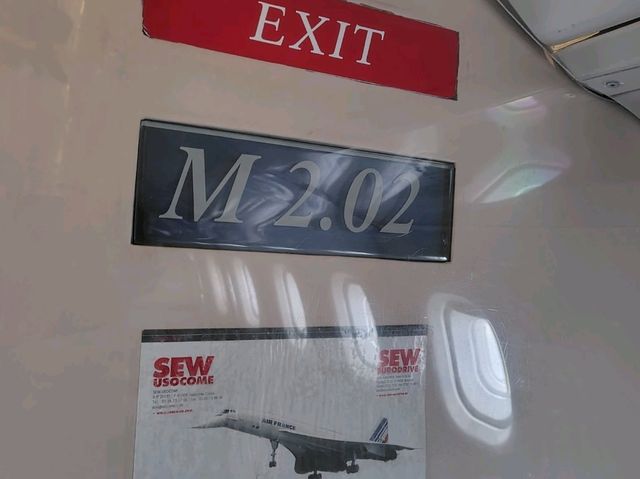 EXIT
M 2.02
SEW
USOCOME
SEW
EURODRIVE
AIR FRANCE